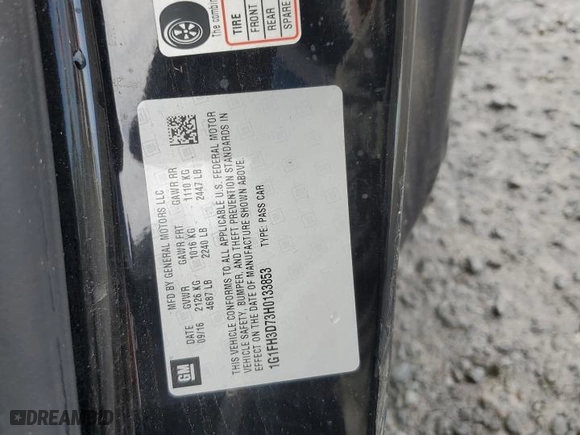 The combin
TIRE
FRONT
REAR
SPARE
MFD BY GENERAL MOTORS LLC
DATE GVWR GAWR FRT GAWR RR
09/16 2126 KG 1016 KG 1110 KG
4687 LB 2240 LB 2447 LB
THIS VEHICLE CONFORMS TO ALL APPLICABLE U.S. FEDERAL MOTOR
VEHICLE SAFETY, BUMPER, AND THEFT PREVENTION STANDARDS IN
EFFECT ON THE DATE OF MANUFACTURE SHOWN ABOVE.
1G1FH3D73H0133853 TYPE: PASS CAR
GM
DREAMBID